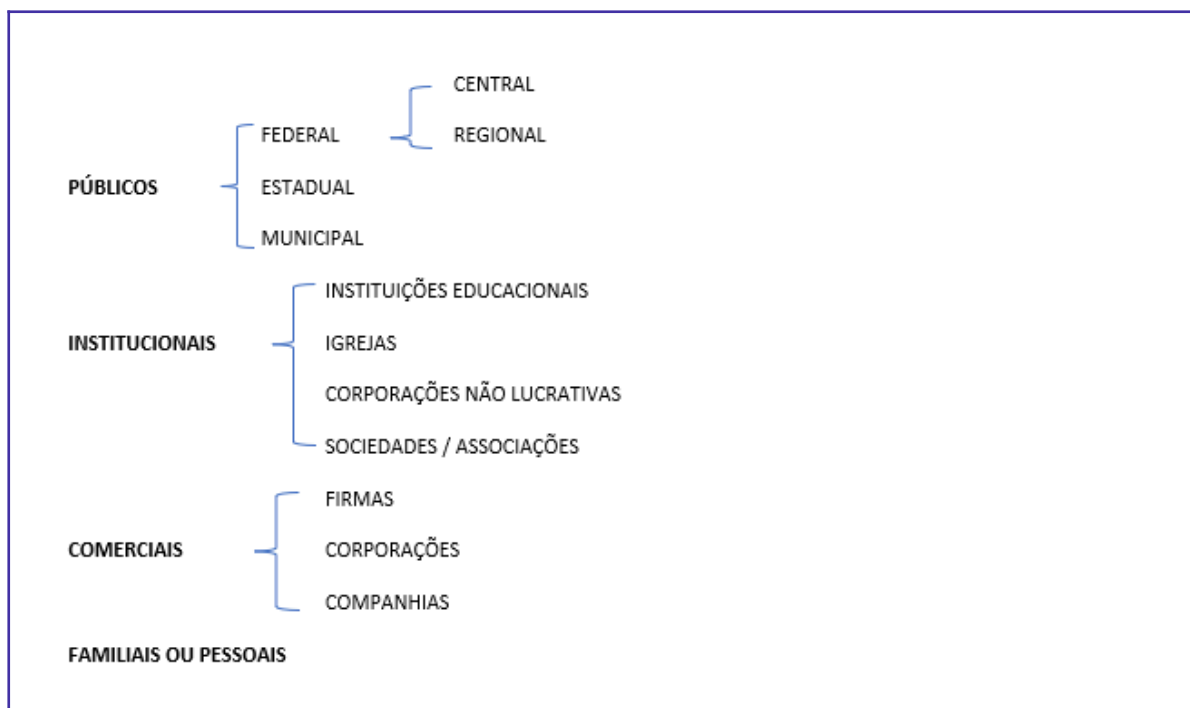 CENTRAL
FEDERAL REGIONAL
PÚBLICOS ESTADUAL
MUNICIPAL
INSTITUIÇÕES EDUCACIONAIS
INSTITUCIONAIS IGREJAS
CORPORAÇÕES NÃO LUCRATIVAS
SOCIEDADES / ASSOCIAÇÕES
FIRMAS
COMERCIAIS CORPORAÇÕES
COMPANHIAS
FAMILIAIS OU PESSOAIS